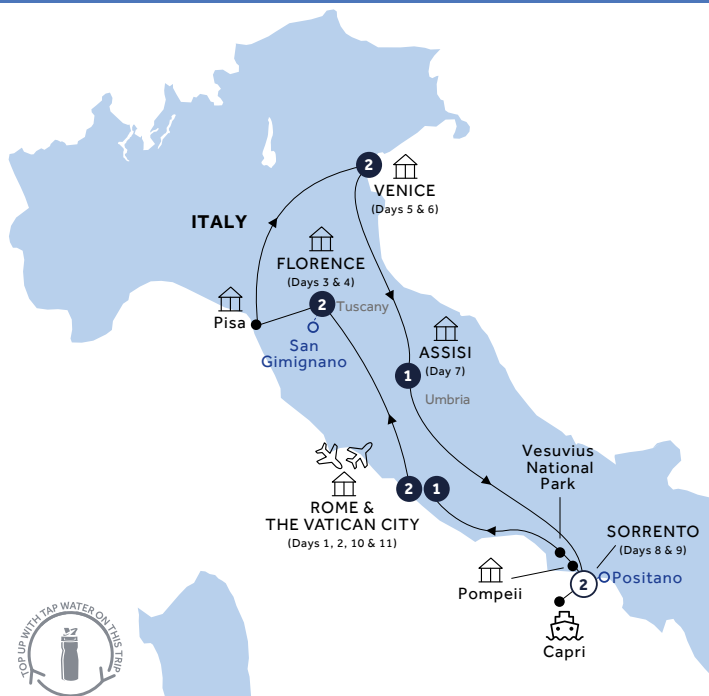 2
VENICE
(Days 5 & 6)
ITALY
FLORENCE
(Days 3 & 4)
2
Tuscany
Pisa
San
Gimignano
ASSISI
(Day 7)
1
Umbria
Vesuvius
National
Park
2
1
ROME &
THE VATICAN CITY
(Days 1, 2, 10 & 11)
SORRENTO
(Days 8 & 9)
2
Positano
Pompeii
Capri
TOP UP WITH TAP WATER ON THIS TRIP